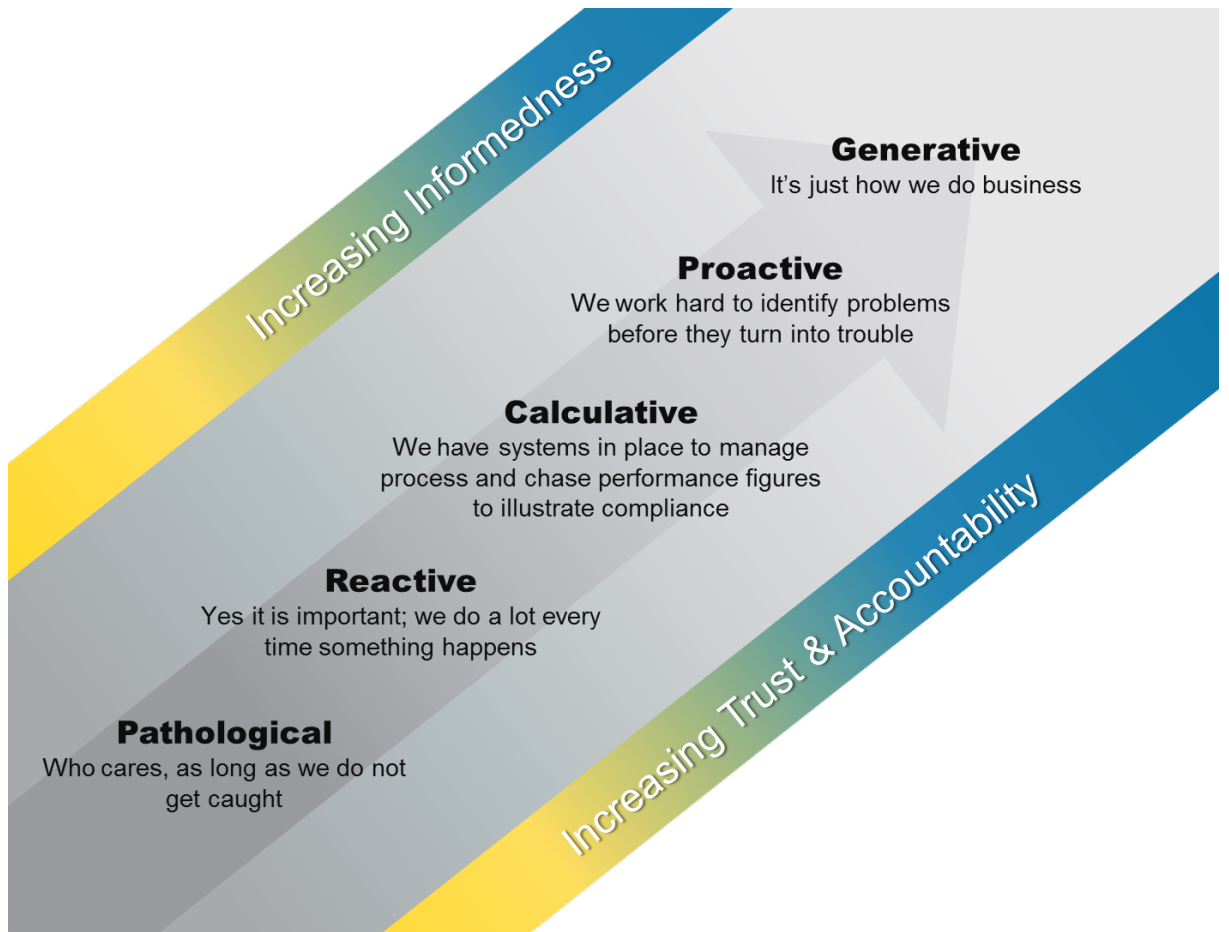 Increasing Informedness
Generative
It's just how we do business
Proactive
We work hard to identify problems
before they turn into trouble
Calculative
We have systems in place to manage
process and chase performance figures
to illustrate compliance
Reactive
Yes it is important; we do a lot every
time something happens
Pathological
Who cares, as long as we do not
get caught
Increasing Trust & Accountability